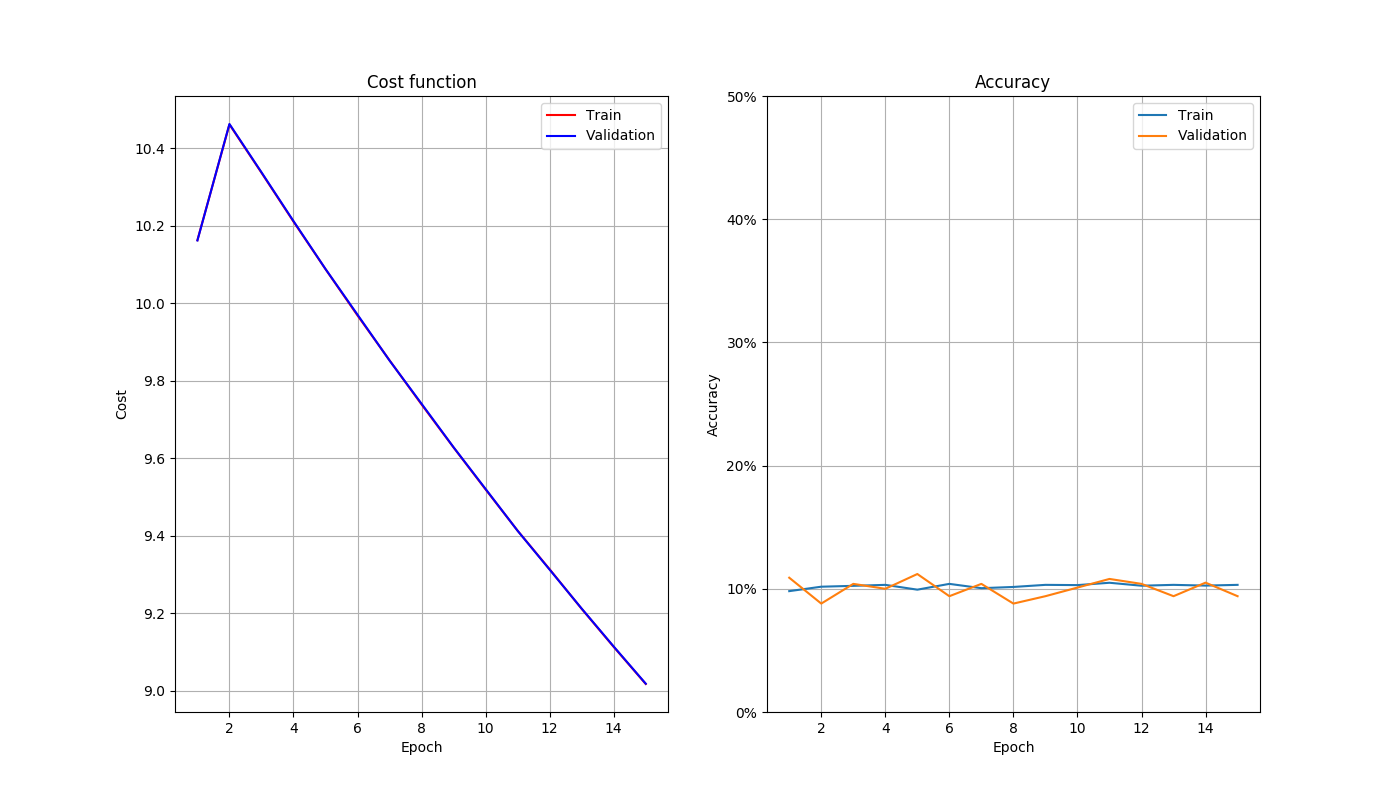 Cost function
Train
Validation
10.4
10.2
10.0
9.8
9.6
9.4
9.2
9.0
Cost
2 4 6 8 10 12 14
Epoch
Accuracy
Train
Validation
50%
40%
30%
20%
10%
0%
Accuracy
2 4 6 8 10 12 14
Epoch